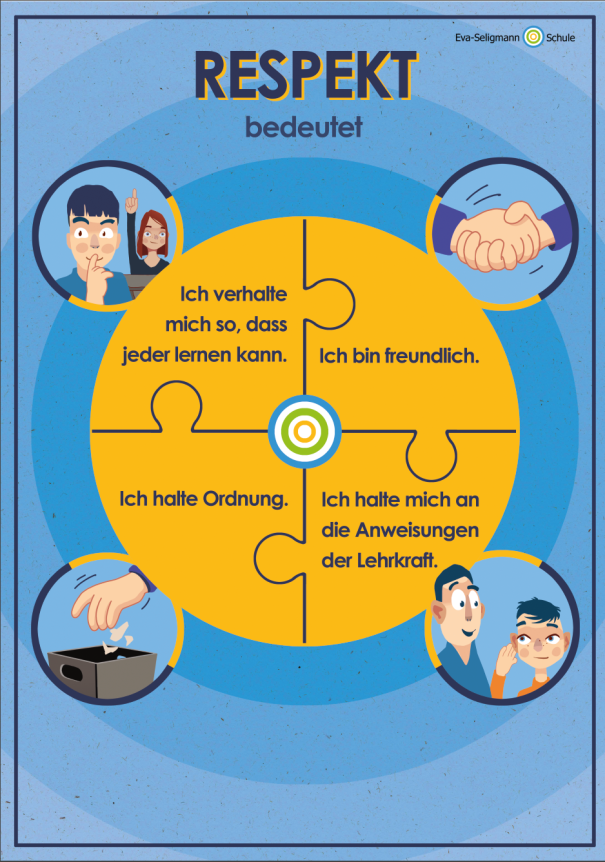 Eva-Seligmann Schule
RESPEKT
bedeutet
Ich verhalte
mich so, dass
jeder lernen kann.
Ich bin freundlich.
Ich halte Ordnung.
Ich halte mich an
die Anweisungen
der Lehrkraft.